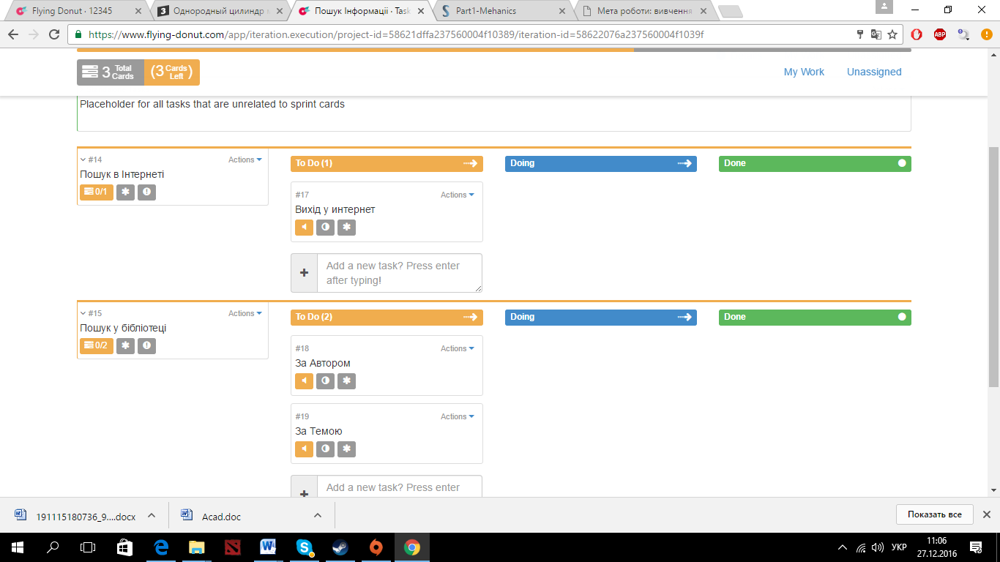 Flying Donut · 12345
Однородный цилиндр м
Пошук Інформації · Task
Part1-Mehanics
Мета роботи: вивчення
https://www.flying-donut.com/app/iteration.execution/project-id=58621dffa237560004f10389/iteration-id=58622076a237560004f1039f
ABP
3 Total Cards
(3 Cards Left)
My Work
Unassigned
Placeholder for all tasks that are unrelated to sprint cards
#14
Actions
Пошук в Інтернеті
0/1
To Do (1)
Doing
Done
#17
Actions
Вихід у интернет
Add a new task? Press enter
after typing!
#15
Actions
Пошук у бібліотеці
0/2
To Do (2)
Doing
Done
#18
Actions
За Автором
#19
Actions
За Темою
Add a new task? Press enter
191115180736_9....docx
Acad.doc
Показать все
УКР
11:06
27.12.2016